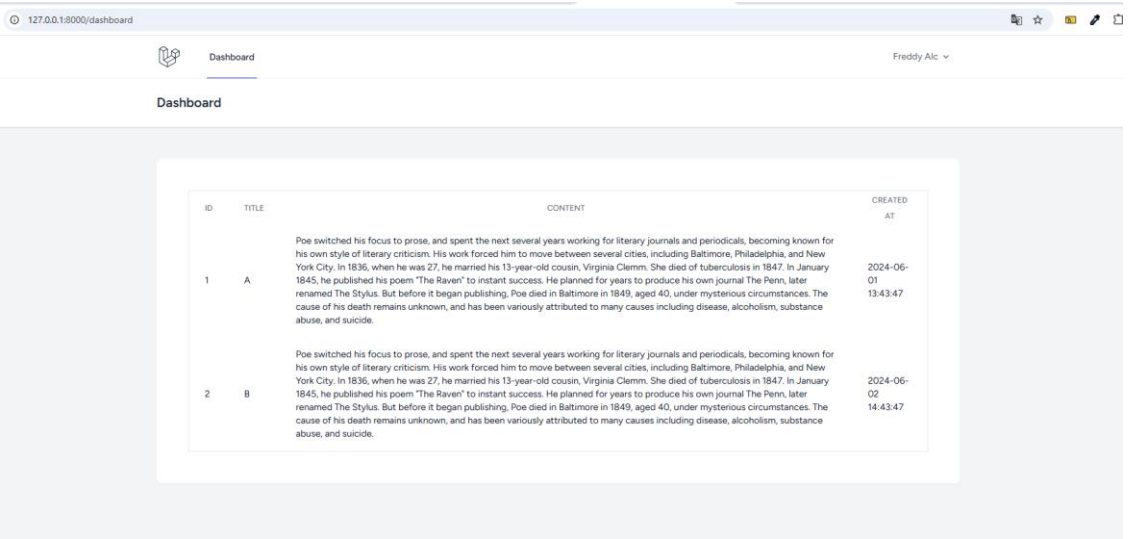 127.0.0.1:8000/dashboard
Dashboard
Freddy Alc
Dashboard
ID TITLE CONTENT CREATED AT
Poe switched his focus to prose, and spent the next several years working for literary journals and periodicals, becoming known for
his own style of literary criticism. His work forced him to move between several cities, including Baltimore, Philadelphia, and New
York City. In 1836, when he was 27, he married his 13-year-old cousin, Virginia Clemm. She died of tuberculosis in 1847. In January
1 A 1845, he published his poem "The Raven" to instant success. He planned for years to produce his own journal The Penn, later
renamed The Stylus. But before it began publishing, Poe died in Baltimore in 1849, aged 40, under mysterious circumstances. The
cause of his death remains unknown, and has been variously attributed to many causes including disease, alcoholism, substance
abuse, and suicide.
2024-06-
01
13:43:47
Poe switched his focus to prose, and spent the next several years working for literary journals and periodicals, becoming known for
his own style of literary criticism. His work forced him to move between several cities, including Baltimore, Philadelphia, and New
York City. In 1836, when he was 27, he married his 13-year-old cousin, Virginia Clemm. She died of tuberculosis in 1847. In January
2 B 1845, he published his poem "The Raven" to instant success. He planned for years to produce his own journal The Penn, later
renamed The Stylus. But before it began publishing, Poe died in Baltimore in 1849, aged 40, under mysterious circumstances. The
cause of his death remains unknown, and has been variously attributed to many causes including disease, alcoholism, substance
abuse, and suicide.
2024-06-
02
14:43:47